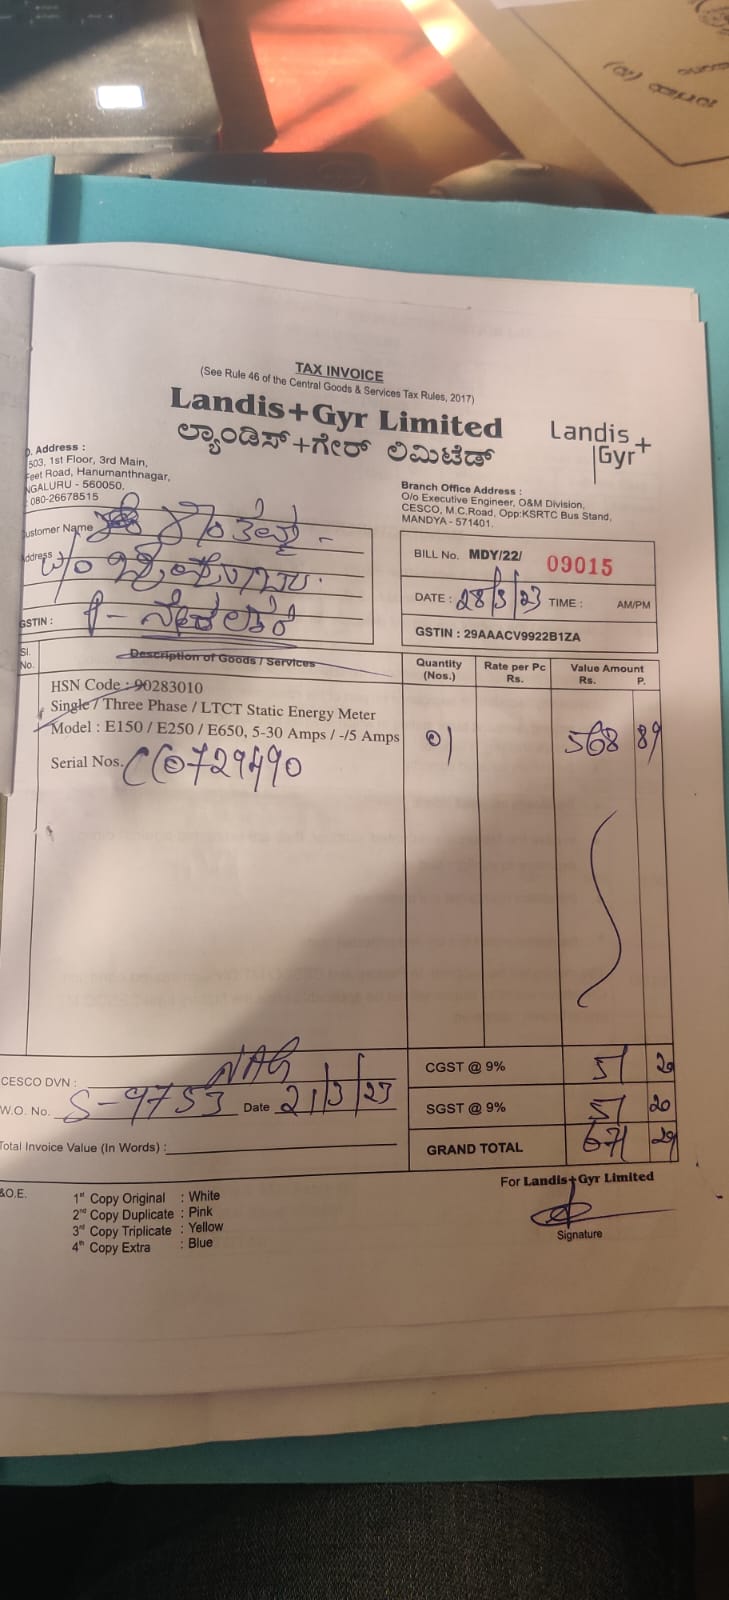 TAX INVOICE
(See Rule 46 of the Central Goods & Services Tax Rules, 2017)
Landis+Gyr Limited
ಲ್ಯಾಂಡಿಸ್+ಗೇರ್ ಲಿಮಿಟೆಡ್
Landis+
Gyr
. Address :
503, 1st Floor, 3rd Main,
eet Road, Hanumanthnagar,
NGALURU - 560050.
080-26678515
Branch Office Address :
O/o Executive Engineer, O&M Division,
CESCO, M.C.Road, Opp:KSRTC Bus Stand,
MANDYA - 571401.
ustomer Name
ddress
GSTIN :
BILL No. MDY/22/ 09015
DATE : 28/3/23 TIME : AM/PM
GSTIN : 29AAACV9922B1ZA
Sl. No. Description of Goods / Services Quantity (Nos.) Rate per Pc Rs. Value Amount Rs. P.
HSN Code : 90283010
Single / Three Phase / LTCT Static Energy Meter
Model : E150 / E250 / E650, 5-30 Amps / -/5 Amps 01 568 89
Serial Nos. CC0729490
CESCO DVN : NAG
CGST @ 9% 51 20
W.O. No. S-9753 Date 21/3/23
SGST @ 9% 51 20
Total Invoice Value (In Words) :
GRAND TOTAL 671 29
&O.E.
1st Copy Original : White
2nd Copy Duplicate : Pink
3rd Copy Triplicate : Yellow
4th Copy Extra : Blue
For Landis+Gyr Limited
Signature